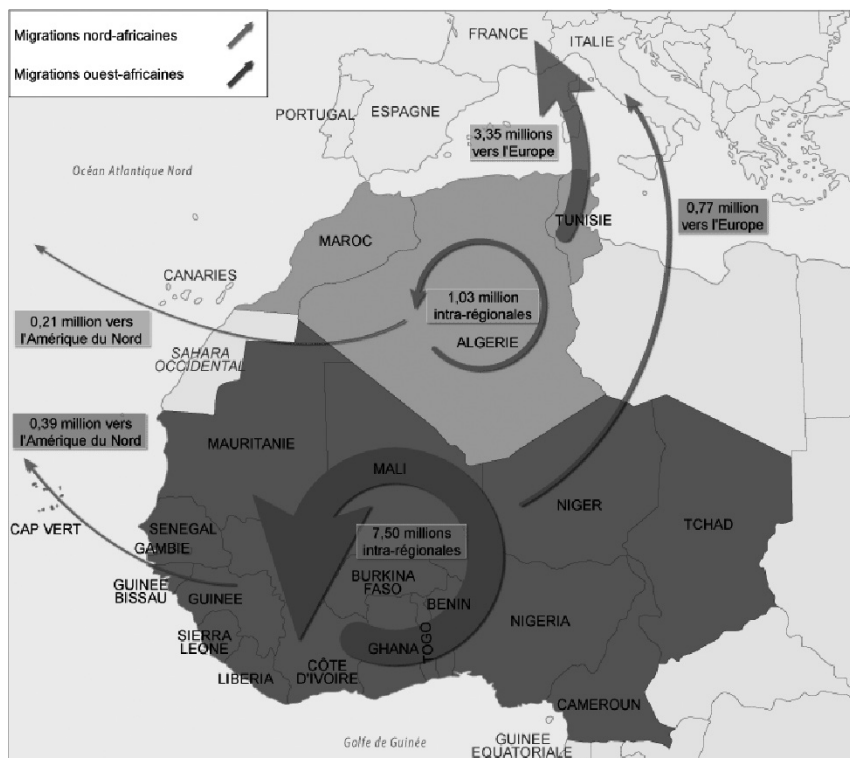 Migrations nord-africaines
Migrations ouest-africaines
FRANCE
ITALIE
PORTUGAL
ESPAGNE
3,35 millions
vers l'Europe
Océan Atlantique Nord
0,77 million
vers l'Europe
TUNISIE
MAROC
CANARIES
1,03 million
intra-régionales
0,21 million vers
l'Amérique du Nord
ALGERIE
SAHARA
OCCIDENTAL
0,39 million vers
l'Amérique du Nord
MAURITANIE
MALI
NIGER
TCHAD
CAP VERT
SENEGAL
GAMBIE
7,50 millions
intra-régionales
GUINEE
BISSAU
GUINEE
BURKINA
FASO
BENIN
NIGERIA
SIERRA
LEONE
GHANA
TOGO
LIBERIA
CÔTE
D'IVOIRE
CAMEROUN
Golfe de Guinée
GUINEE
EQUATORIALE